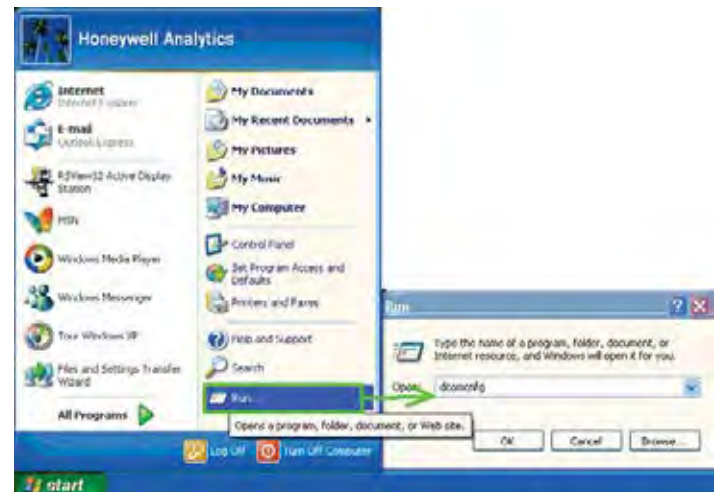 Honeywell Analytics
Internet
Internet Explorer
E-mail
Outlook Express
RSView32 Active Display
Station
MSN
Windows Media Player
Windows Messenger
Tour Windows XP
Files and Settings Transfer
Wizard
All Programs
My Documents
My Recent Documents
My Pictures
My Music
My Computer
Control Panel
Set Program Access and
Defaults
Printers and Faxes
Help and Support
Search
Run...
Opens a program, folder, document, or Web site.
Log Off
Turn Off Computer
start
Run
Type the name of a program, folder, document, or
Internet resource, and Windows will open it for you.
Open:
dcomcnfg
OK
Cancel
Browse...